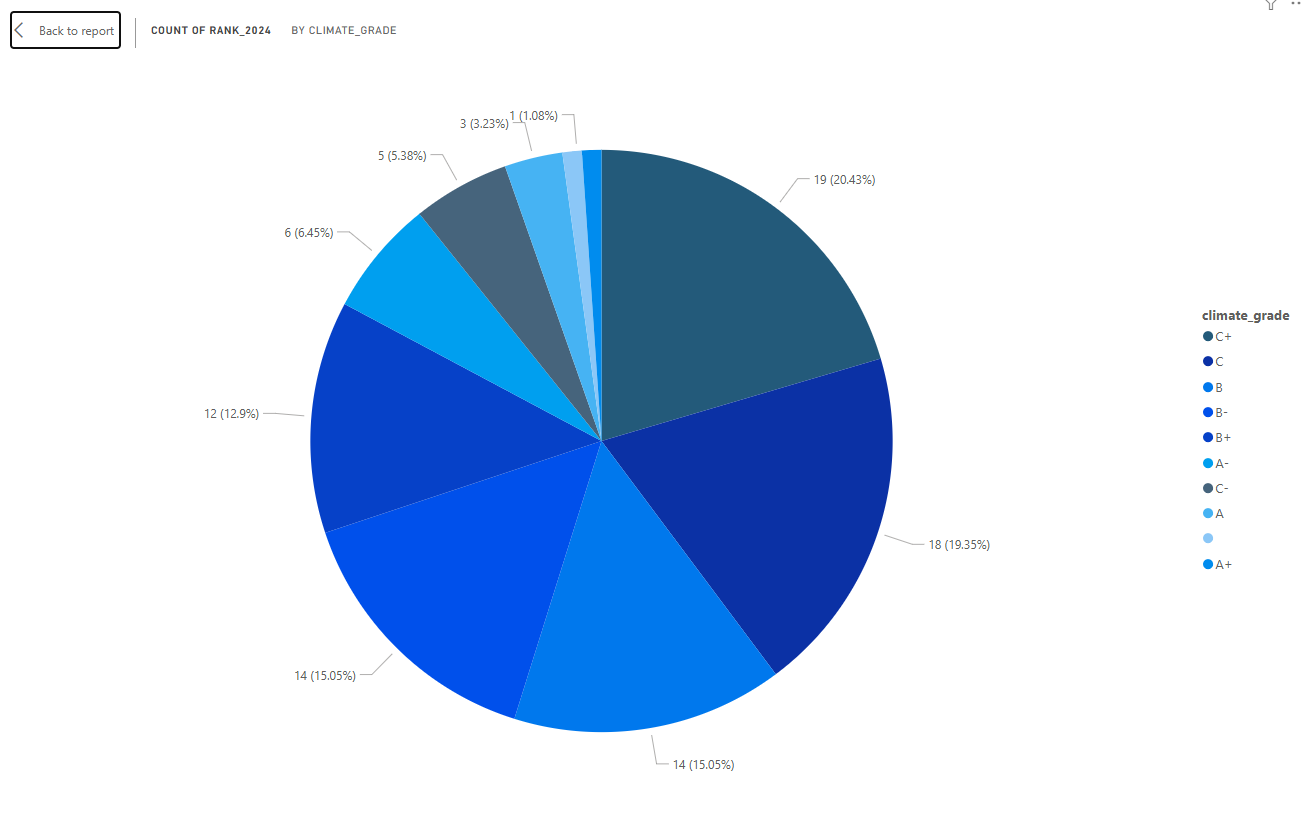 Back to report
COUNT OF RANK_2024 BY CLIMATE_GRADE
1 (1.08%)
3 (3.23%)
5 (5.38%)
19 (20.43%)
6 (6.45%)
12 (12.9%)
18 (19.35%)
14 (15.05%)
14 (15.05%)
climate_grade
C+
C
B
B-
B+
A-
C-
A
A+